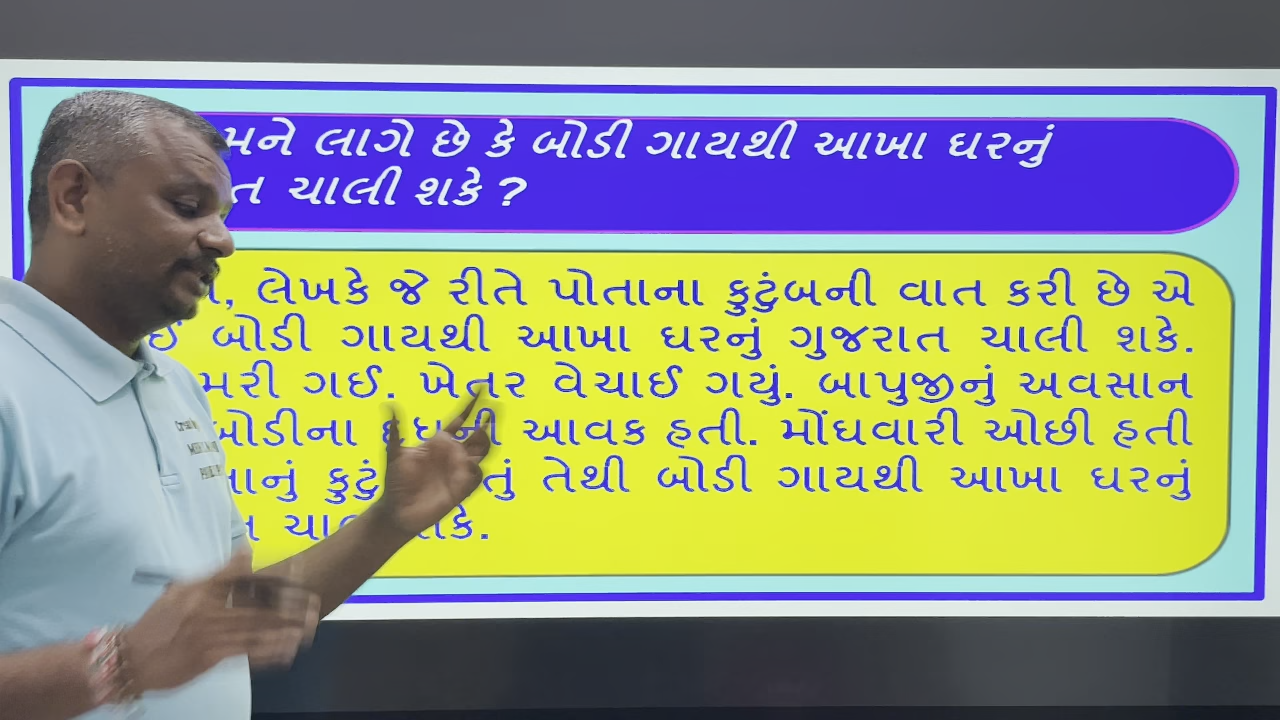 લાગે છે કે બોડી ગાયથી આખા ઘરનું
ચાલી શકે ?
લેખકે જે રીતે પોતાના કુટુંબની વાત કરી છે એ
બોડી ગાયથી આખા ઘરનું ગુજરાત ચાલી શકે.
મરી ગઈ. ખેતર વેચાઈ ગયું. બાપુજીનું અવસાન
બોડીના આવક હતી. મોંઘવારી ઓછી હતી
તેથી બોડી ગાયથી આખા ઘરનું